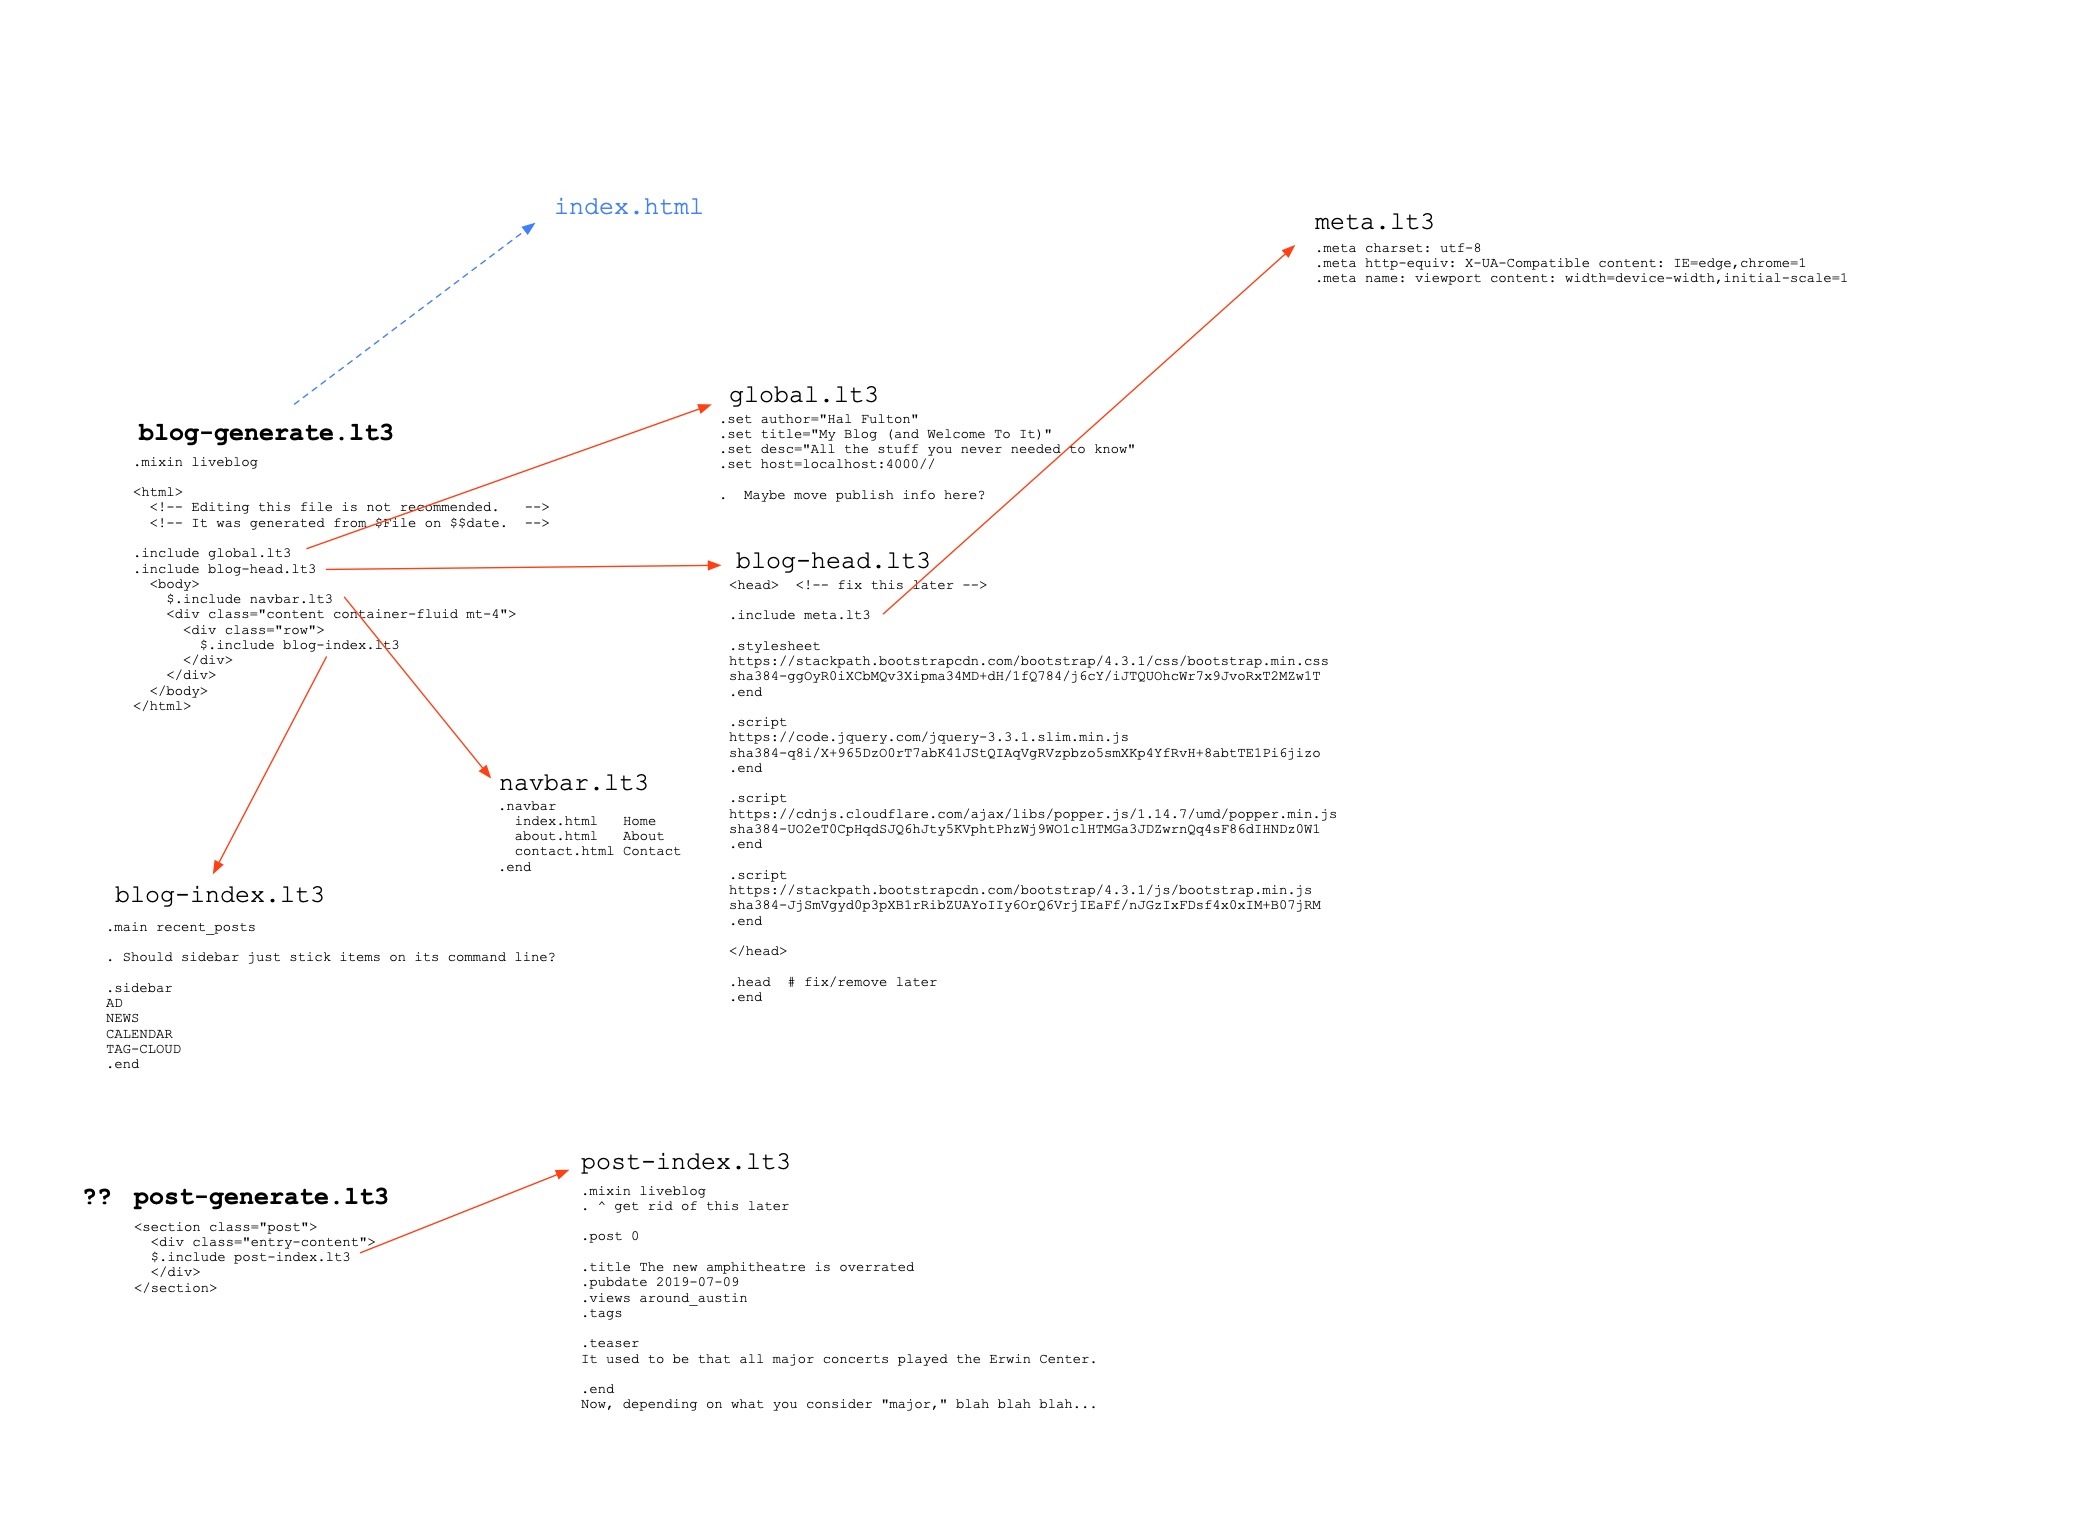 index.html
meta.lt3
.meta charset: utf-8
.meta http-equiv: X-UA-Compatible content: IE=edge,chrome=1
.meta name: viewport content: width=device-width,initial-scale=1
blog-generate.lt3
.mixin liveblog
<html>
  <!-- Editing this file is not recommended.   -->
  <!-- It was generated from $File on $$date.  -->
.include global.lt3
.include blog-head.lt3
  <body>
    $.include navbar.lt3
    <div class="content container-fluid mt-4">
      <div class="row">
        $.include blog-index.lt3
      </div>
    </div>
  </body>
</html>
global.lt3
.set author="Hal Fulton"
.set title="My Blog (and Welcome To It)"
.set desc="All the stuff you never needed to know"
.set host=localhost:4000//
.  Maybe move publish info here?
blog-head.lt3
<head>  <!-- fix this later -->
.include meta.lt3
.stylesheet
https://stackpath.bootstrapcdn.com/bootstrap/4.3.1/css/bootstrap.min.css
sha384-ggOyR0iXCbMQv3Xipma34MD+dH/1fQ784/j6cY/iJTQUOhcWr7x9JvoRxT2MZw1T
.end
.script
https://code.jquery.com/jquery-3.3.1.slim.min.js
sha384-q8i/X+965DzO0rT7abK41JStQIAqVgRVzpbzo5smXKp4YfRvH+8abtTE1Pi6jizo
.end
.script
https://cdnjs.cloudflare.com/ajax/libs/popper.js/1.14.7/umd/popper.min.js
sha384-UO2eT0CpHqdSJQ6hJty5KVphtPhzWj9WO1clHTMGa3JDZwrnQq4sF86dIHNDz0W1
.end
.script
https://stackpath.bootstrapcdn.com/bootstrap/4.3.1/js/bootstrap.min.js
sha384-JjSmVgyd0p3pXB1rRibZUAYoIIy6OrQ6VrjIEaFf/nJGzIxFDsf4x0xIM+B07jRM
.end
</head>
.head  # fix/remove later
.end
navbar.lt3
.navbar
  index.html   Home
  about.html   About
  contact.html Contact
.end
blog-index.lt3
.main recent_posts
. Should sidebar just stick items on its command line?
.sidebar
AD
NEWS
CALENDAR
TAG-CLOUD
.end
?? post-generate.lt3
<section class="post">
  <div class="entry-content">
  $.include post-index.lt3
  </div>
</section>
post-index.lt3
.mixin liveblog
. ^ get rid of this later
.post 0
.title The new amphitheatre is overrated
.pubdate 2019-07-09
.views around_austin
.tags
.teaser
It used to be that all major concerts played the Erwin Center.
.end
Now, depending on what you consider "major," blah blah blah...